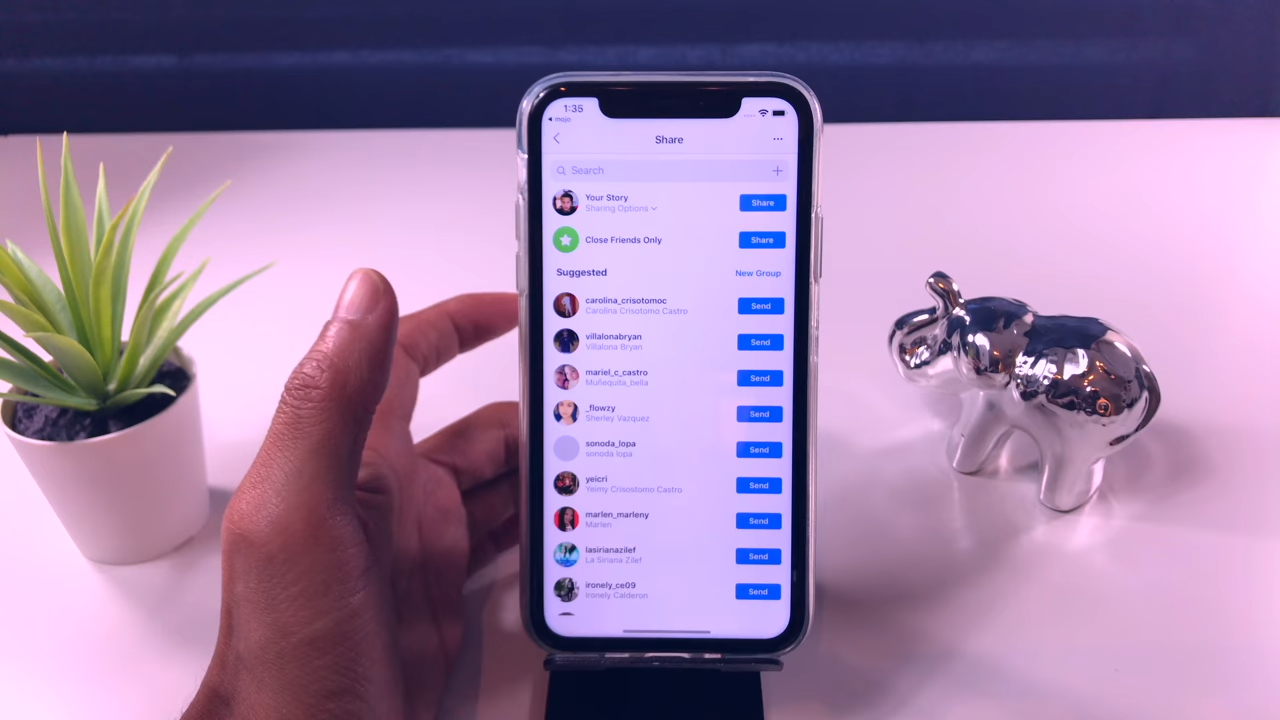 1:35
◀ mojo
Share
Search
Your Story
Sharing Options
Share
Close Friends Only
Share
Suggested
New Group
carolina_crisotomoc
Carolina Crisotomo Castro
Send
villalonabryan
Villalona Bryan
Send
mariel_c_castro
Muñequita_bella
Send
_flowzy
Sherley Vazquez
Send
sonoda_lopa
sonoda lopa
Send
yeicri
Yeimy Crisostomo Castro
Send
marlen_marleny
Marlen
Send
lasirianazilef
La Siriana Zilef
Send
ironely_ce09
Ironely Calderon
Send